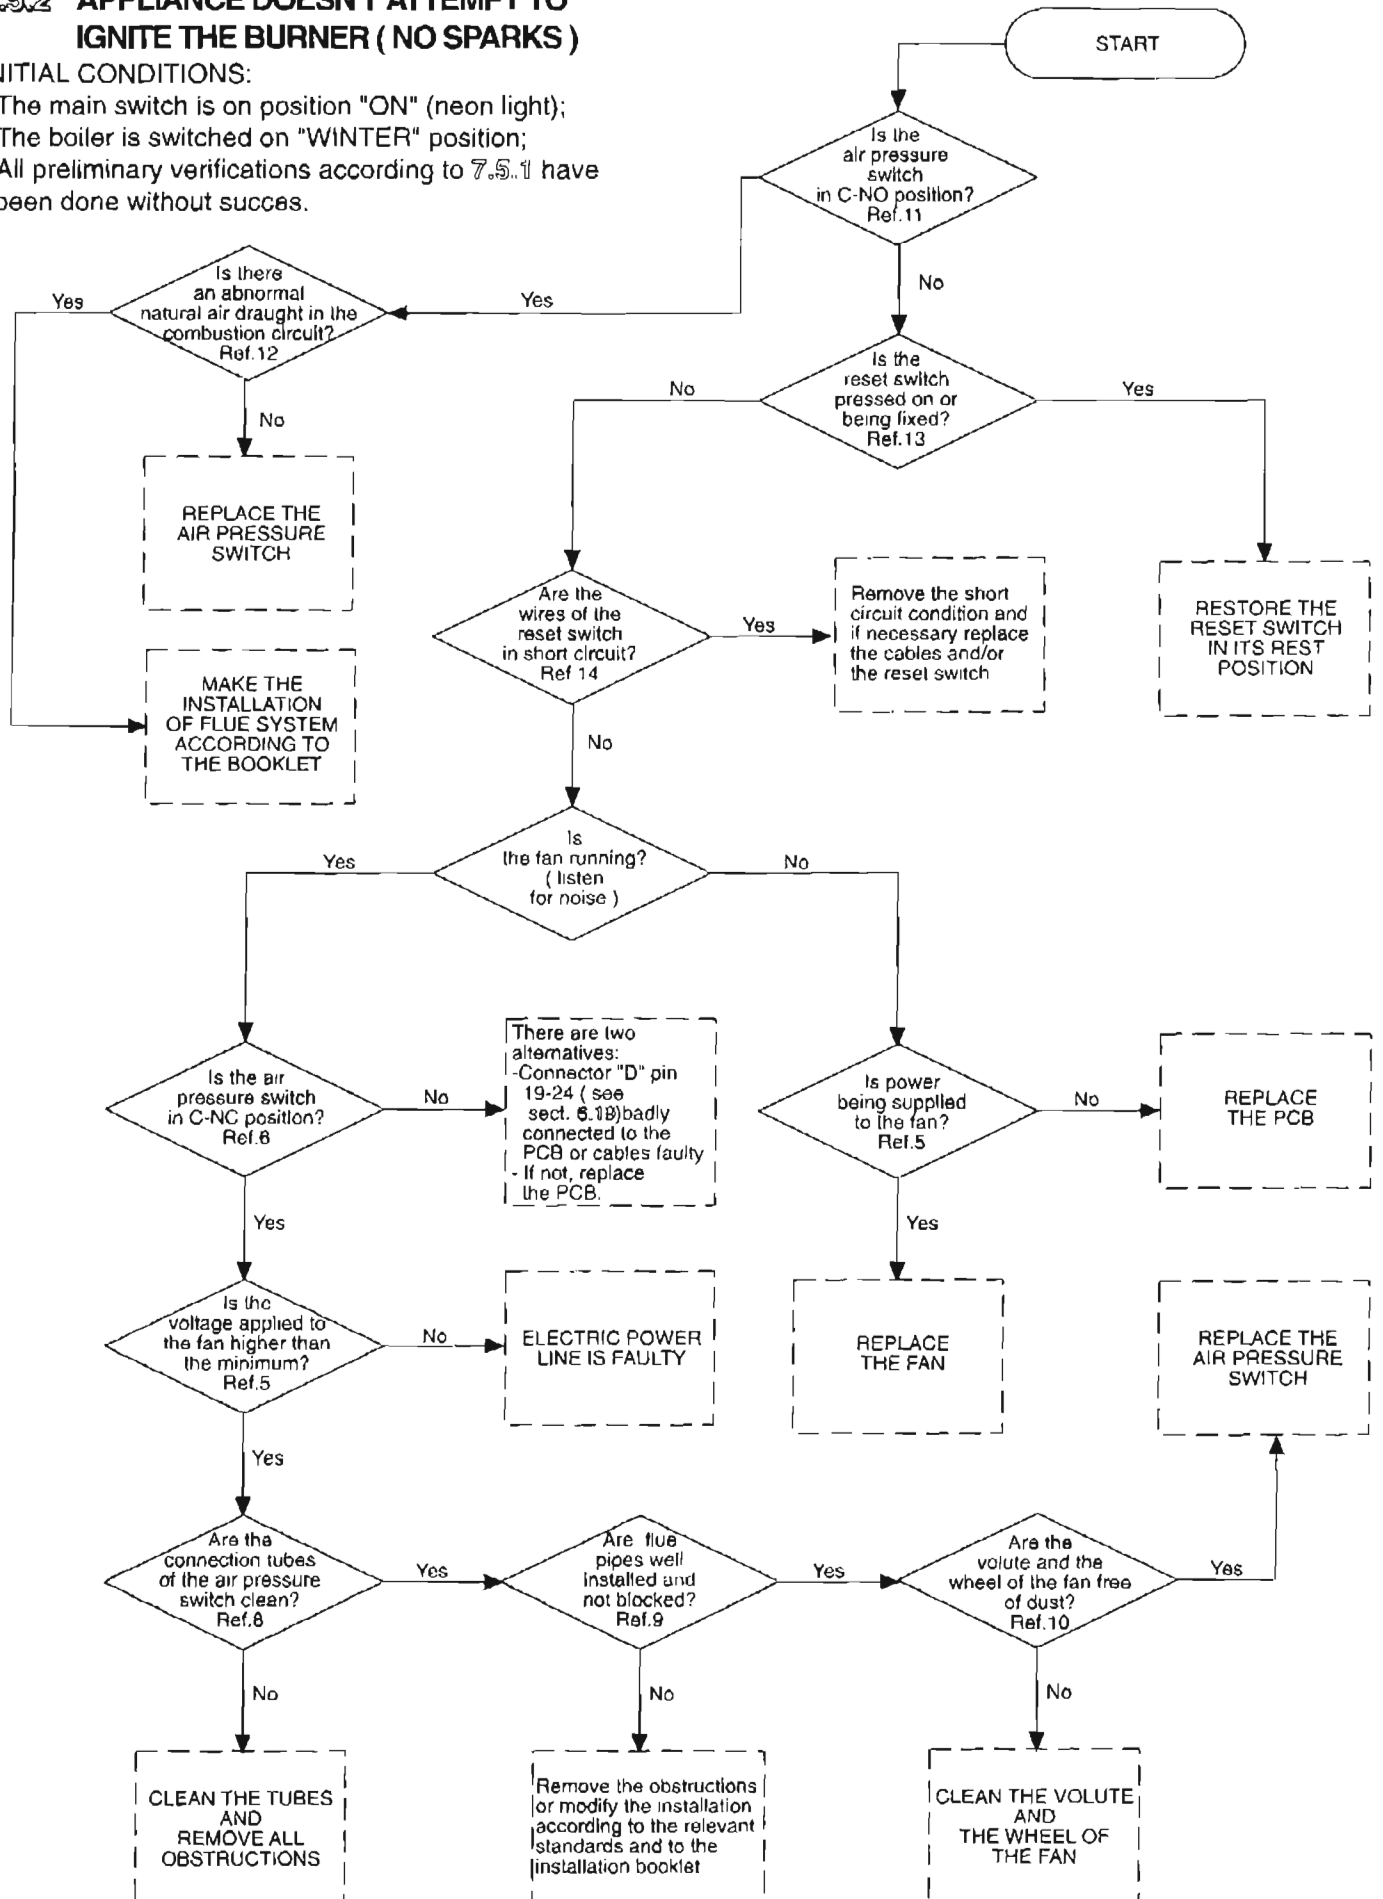 APPLIANCE DOESN'T ATTEMPT TO
IGNITE THE BURNER ( NO SPARKS )
NITIAL CONDITIONS:
The main switch is on position "ON" (neon light);
The boiler is switched on "WINTER" position;
All preliminary verifications according to 7.5.1 have
been done without succes.
START
Is the
air pressure
switch
in C-NO position?
Ref.11
Yes
No
Is there
an abnormal
natural air draught in the
combustion circuit?
Ref.12
Yes
No
REPLACE THE
AIR PRESSURE
SWITCH
MAKE THE
INSTALLATION
OF FLUE SYSTEM
ACCORDING TO
THE BOOKLET
Is the
reset switch
pressed on or
being fixed?
Ref.13
No
Yes
RESTORE THE
RESET SWITCH
IN ITS REST
POSITION
Are the
wires of the
reset switch
in short circuit?
Ref 14
Yes
Remove the short
circuit condition and
if necessary replace
the cables and/or
the reset switch
No
Is
the fan running?
( listen
for noise )
Yes
No
Is the air
pressure switch
in C-NC position?
Ref.6
No
There are two
alternatives:
-Connector "D" pin
19-24 ( see
sect. 6.18)badly
connected to the
PCB or cables faulty
- If not, replace
the PCB.
Is power
being supplied
to the fan?
Ref.5
No
REPLACE
THE PCB
Yes
Yes
REPLACE
THE FAN
Is the
voltage applied to
the fan higher than
the minimum?
Ref.5
No
ELECTRIC POWER
LINE IS FAULTY
REPLACE THE
AIR PRESSURE
SWITCH
Yes
Are the
connection tubes
of the air pressure
switch clean?
Ref.8
Yes
Are flue
pipes well
installed and
not blocked?
Ref.9
Yes
Are the
volute and the
wheel of the fan free
of dust?
Ref.10
Yes
No
No
No
CLEAN THE TUBES
AND
REMOVE ALL
OBSTRUCTIONS
Remove the obstructions
or modify the installation
according to the relevant
standards and to the
installation booklet
CLEAN THE VOLUTE
AND
THE WHEEL OF
THE FAN